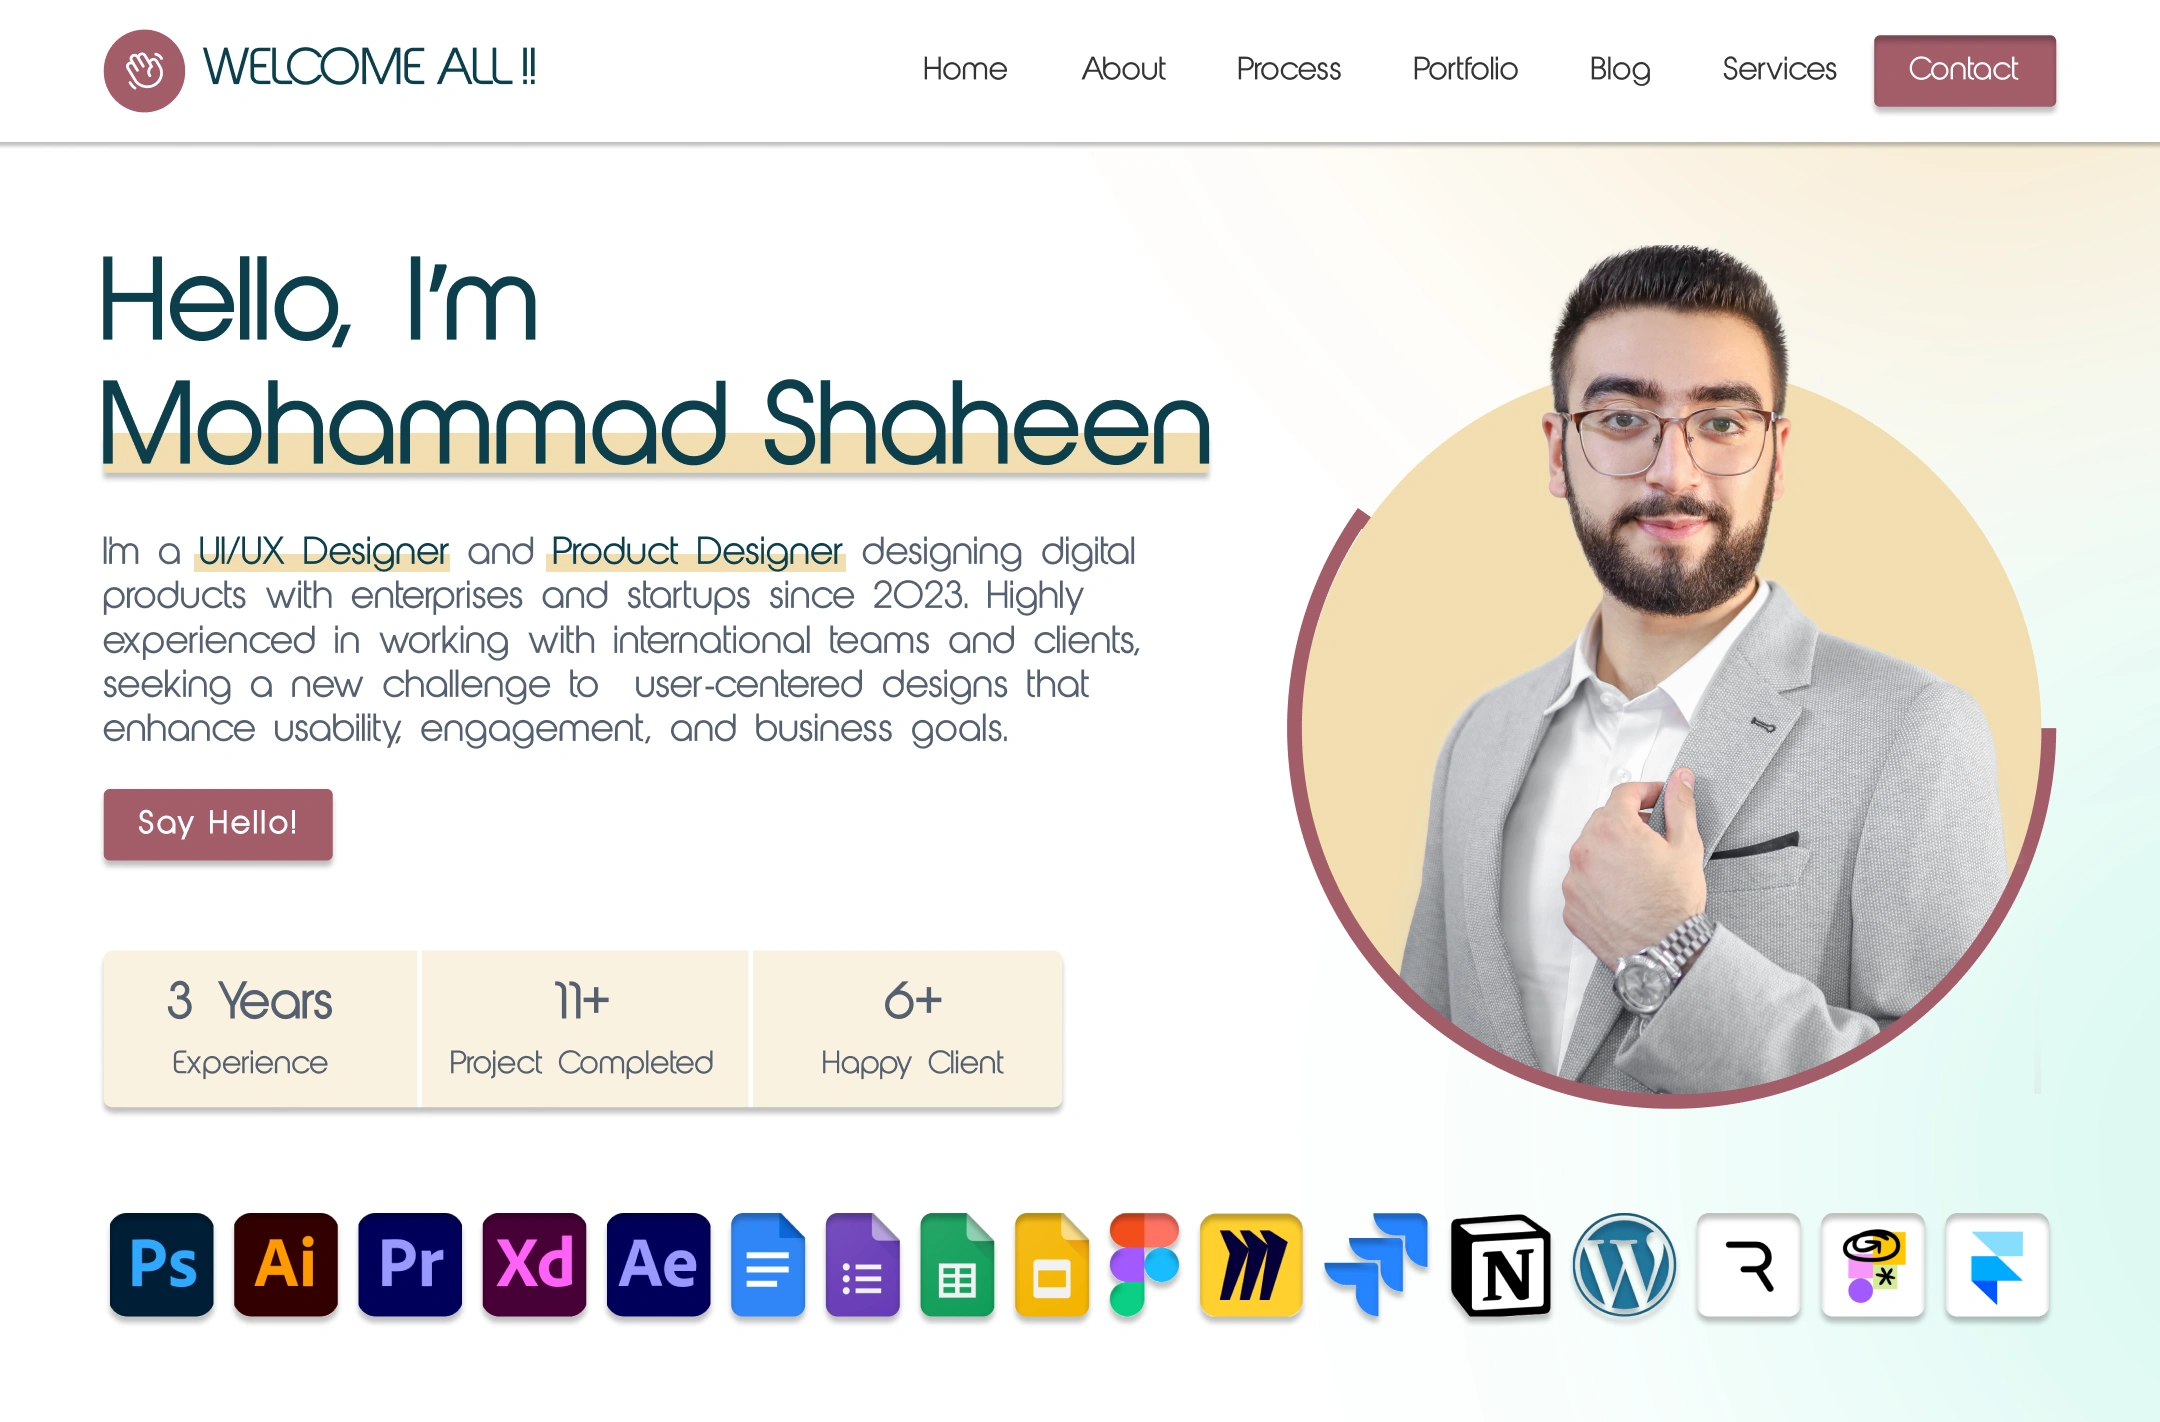 WELCOME ALL !!
Home About Process Portfolio Blog Services Contact
Hello, I'm
Mohammad Shaheen
I'm a UI/UX Designer and Product Designer designing digital
products with enterprises and startups since 2023. Highly
experienced in working with international teams and clients,
seeking a new challenge to user-centered designs that
enhance usability, engagement, and business goals.
Say Hello!
3 Years 11+ 6+
Experience Project Completed Happy Client
Ps Ai Pr Xd Ae N W R